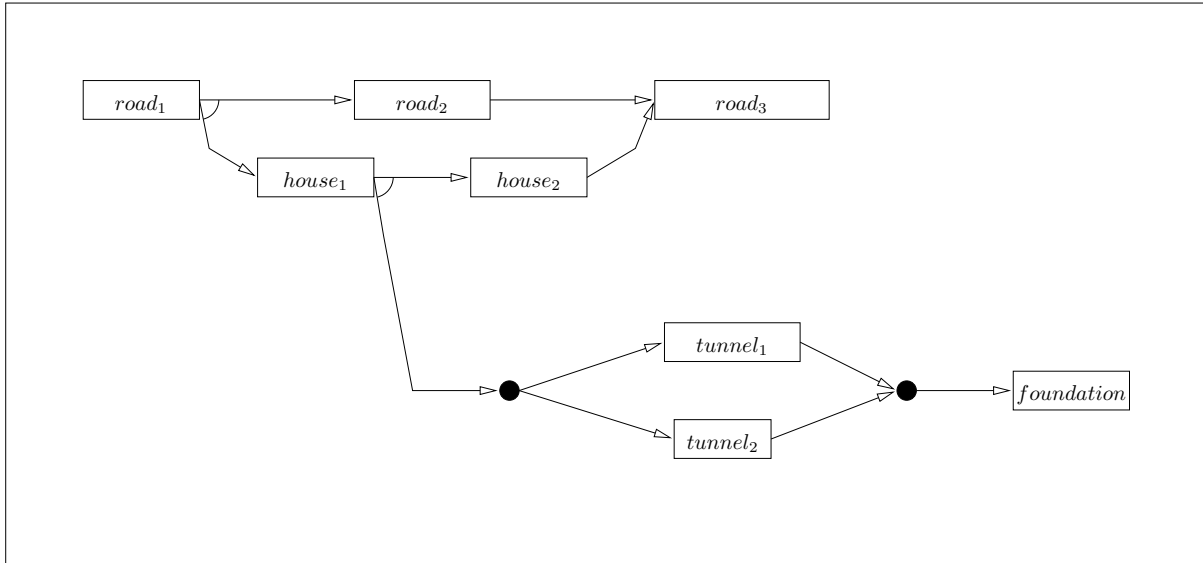 road₁ road₂ road₃
house₁ house₂
tunnel₁
foundation
tunnel₂